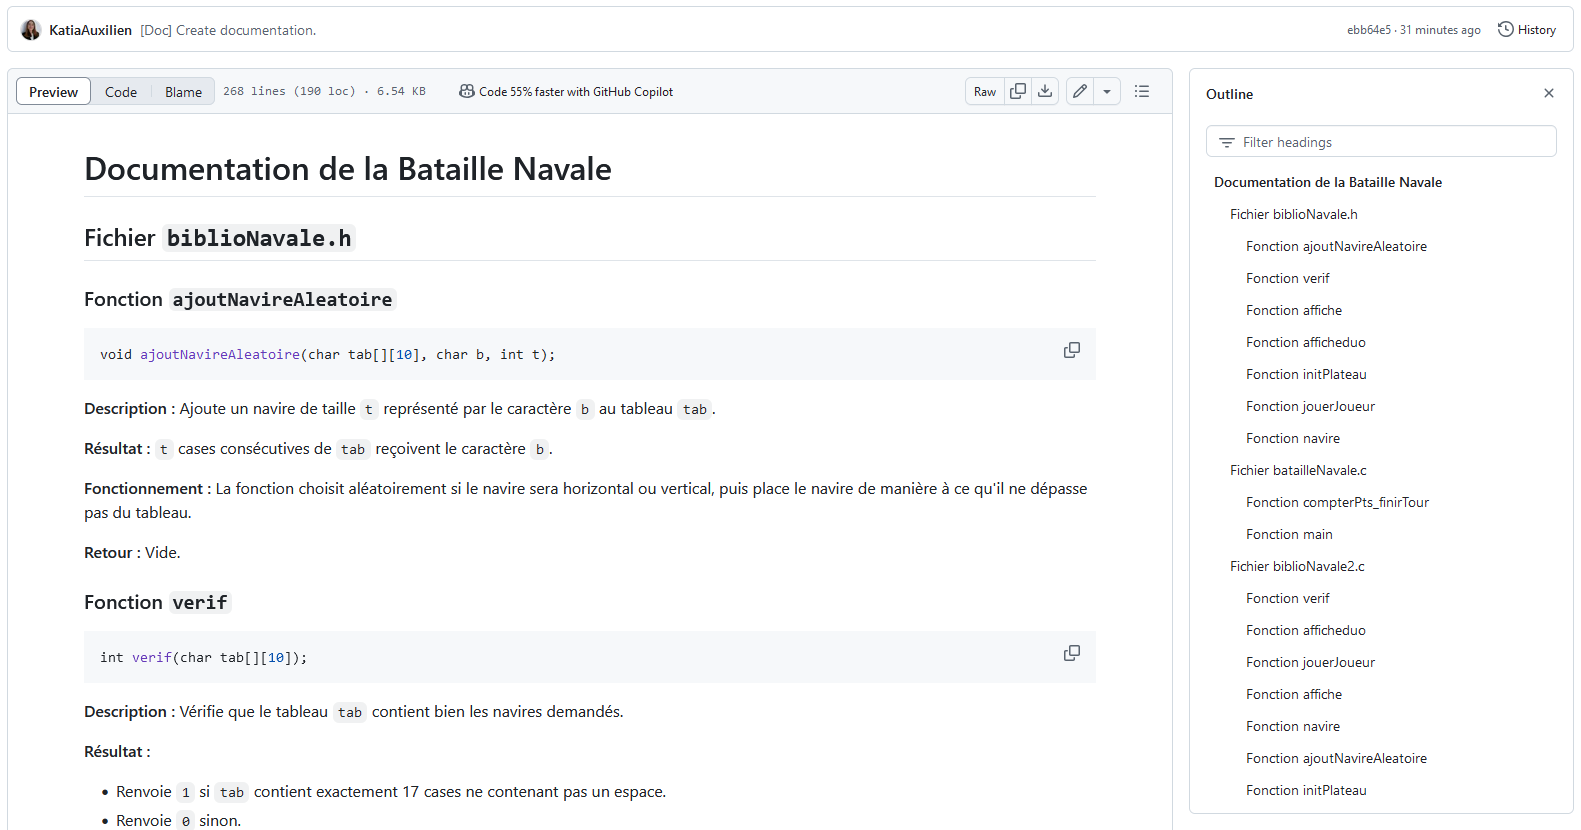 KatiaAuxilien [Doc] Create documentation. ebb64e5 · 31 minutes ago History
Preview Code Blame 268 lines (190 loc) · 6.54 KB Code 55% faster with GitHub Copilot Raw
Documentation de la Bataille Navale
Fichier biblioNavale.h
Fonction ajoutNavireAleatoire
void ajoutNavireAleatoire(char tab[][10], char b, int t);
Description : Ajoute un navire de taille t représenté par le caractère b au tableau tab.
Résultat : t cases consécutives de tab reçoivent le caractère b.
Fonctionnement : La fonction choisit aléatoirement si le navire sera horizontal ou vertical, puis place le navire de manière à ce qu'il ne dépasse
pas du tableau.
Retour : Vide.
Fonction verif
int verif(char tab[][10]);
Description : Vérifie que le tableau tab contient bien les navires demandés.
Résultat :
• Renvoie 1 si tab contient exactement 17 cases ne contenant pas un espace.
• Renvoie 0 sinon.
Outline
Filter headings
Documentation de la Bataille Navale
Fichier biblioNavale.h
Fonction ajoutNavireAleatoire
Fonction verif
Fonction affiche
Fonction afficheduo
Fonction initPlateau
Fonction jouerJoueur
Fonction navire
Fichier batailleNavale.c
Fonction compterPts_finirTour
Fonction main
Fichier biblioNavale2.c
Fonction verif
Fonction afficheduo
Fonction jouerJoueur
Fonction affiche
Fonction navire
Fonction ajoutNavireAleatoire
Fonction initPlateau